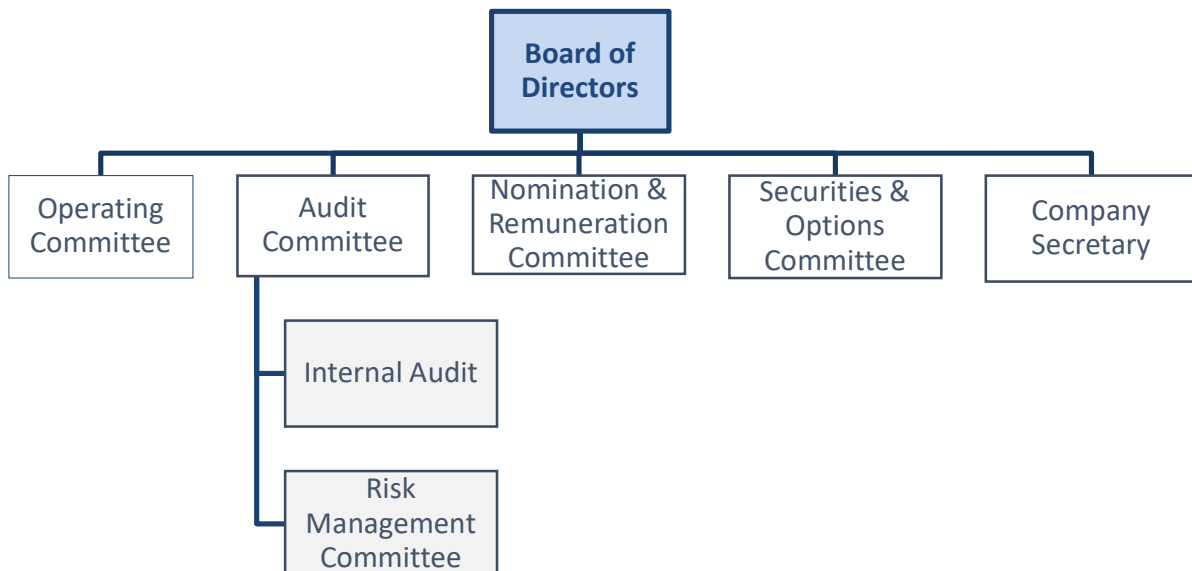 Board of
Directors
Operating
Committee
Audit
Committee
Nomination &
Remuneration
Committee
Securities &
Options
Committee
Company
Secretary
Internal Audit
Risk
Management
Committee